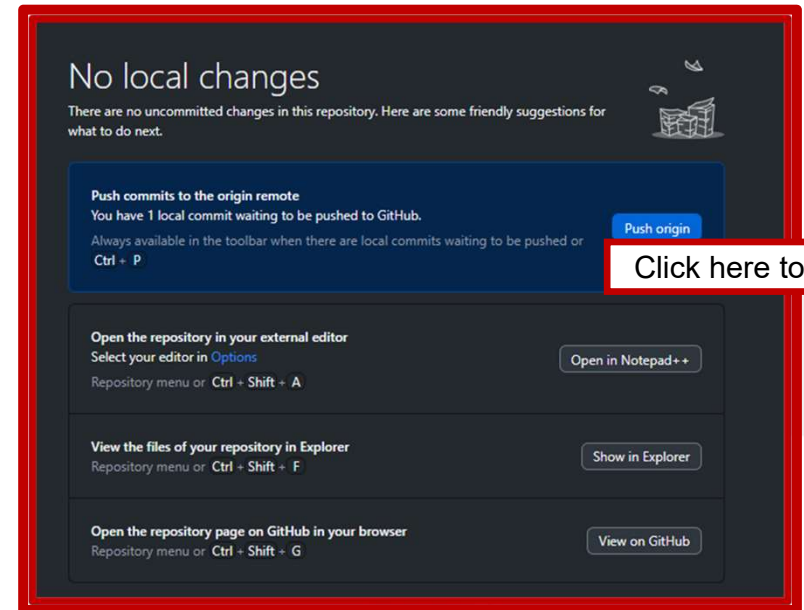 No local changes
There are no uncommitted changes in this repository. Here are some friendly suggestions for
what to do next.
Push commits to the origin remote
You have 1 local commit waiting to be pushed to GitHub.
Always available in the toolbar when there are local commits waiting to be pushed or
Ctrl + P
Push origin
Click here to
Open the repository in your external editor
Select your editor in Options
Repository menu or Ctrl + Shift + A
Open in Notepad++
View the files of your repository in Explorer
Repository menu or Ctrl + Shift + F
Show in Explorer
Open the repository page on GitHub in your browser
Repository menu or Ctrl + Shift + G
View on GitHub